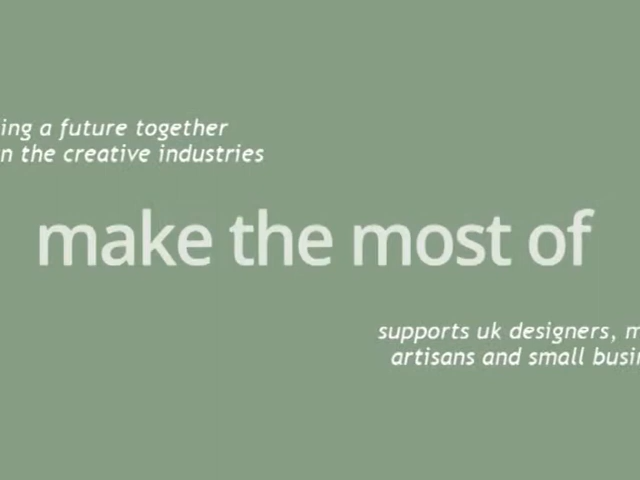 ing a future together
n the creative industries
make the most of
supports uk designers, m
artisans and small busi